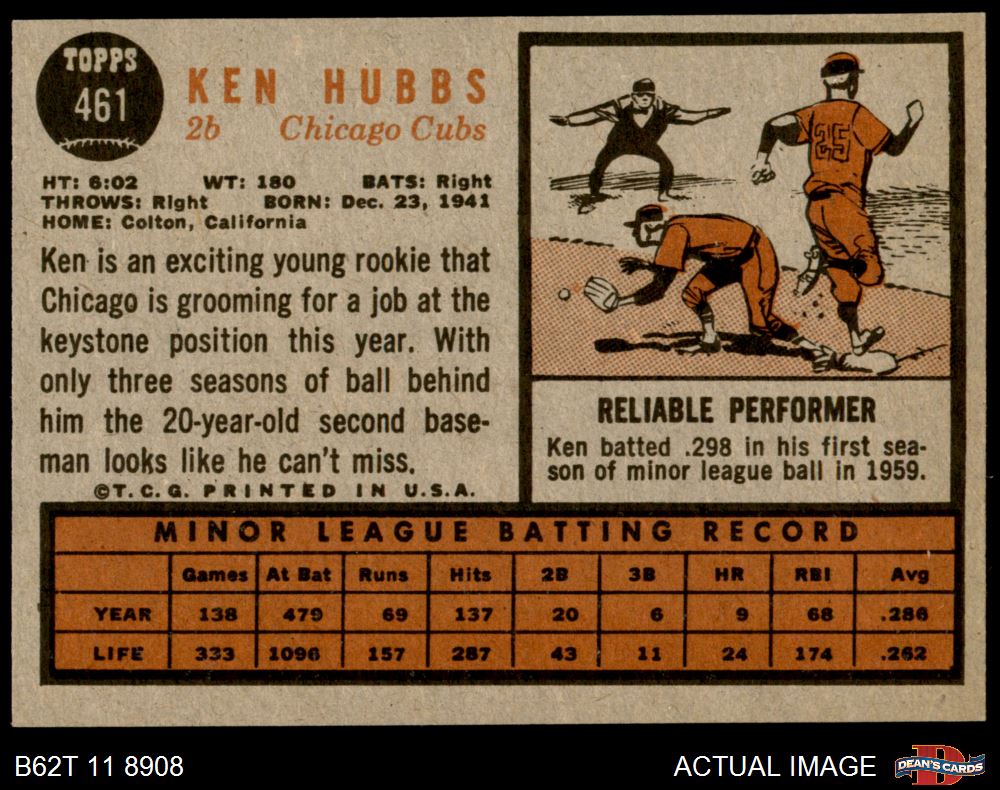 TOPPS
461
KEN HUBBS
2b Chicago Cubs
HT: 6:02 WT: 180 BATS: Right
THROWS: Right BORN: Dec. 23, 1941
HOME: Colton, California
Ken is an exciting young rookie that
Chicago is grooming for a job at the
keystone position this year. With
only three seasons of ball behind
him the 20-year-old second base-
man looks like he can't miss.
©T.C.G. PRINTED IN U.S.A.
25
RELIABLE PERFORMER
Ken batted .298 in his first sea-
son of minor league ball in 1959.
MINOR LEAGUE BATTING RECORD
Games At Bat Runs Hits 2B 3B HR RBI Avg
YEAR 138 479 69 137 20 6 9 68 .286
LIFE 333 1096 157 287 43 11 24 174 .262
B62T 11 8908
ACTUAL IMAGE
D
DEAN'S CARDS